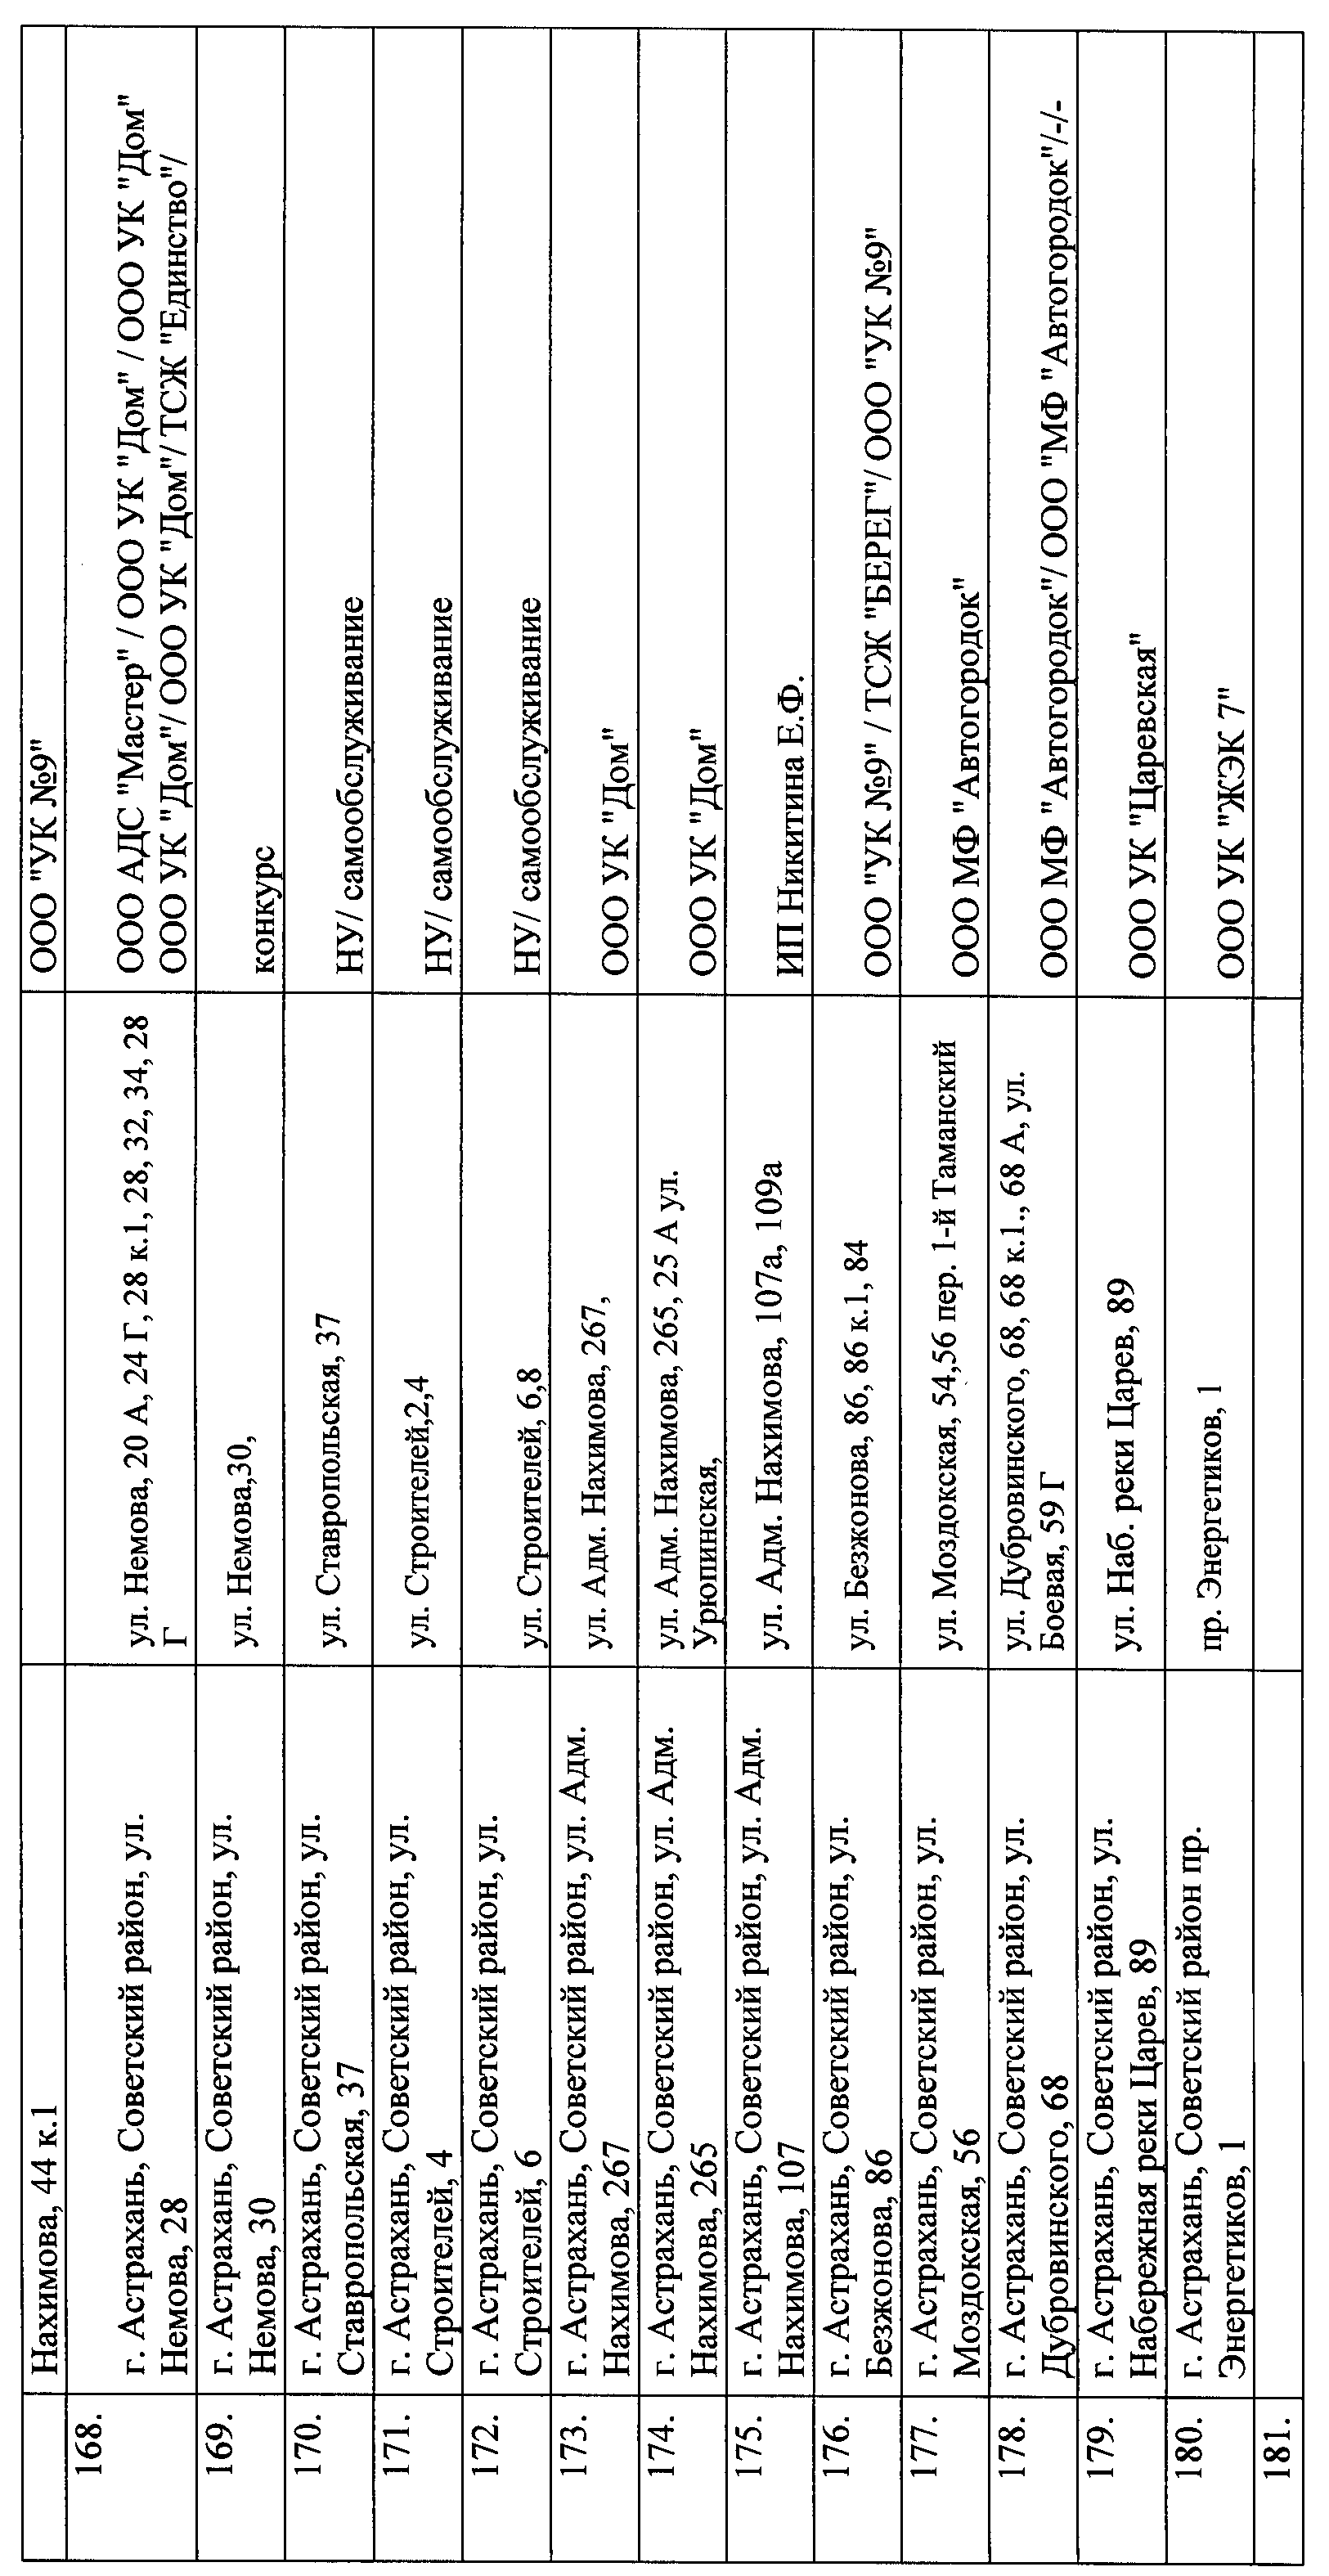 Нахимова, 44 к.1
ООО "УК №9"
168.
г. Астрахань, Советский район, ул.
Немова, 28
ул. Немова, 20 А, 24 Г, 28 к.1, 28, 32, 34, 28
Г
ООО АДС "Мастер" / ООО УК "Дом" / ООО УК "Дом"
ООО УК "Дом"/ ООО УК "Дом"/ ТСЖ "Единство"/
169.
г. Астрахань, Советский район, ул.
Немова, 30
ул. Немова,30,
конкурс
170.
г. Астрахань, Советский район, ул.
Ставропольская, 37
ул. Ставропольская, 37
НУ/ самообслуживание
171.
г. Астрахань, Советский район, ул.
Строителей, 4
ул. Строителей,2,4
НУ/ самообслуживание
172.
г. Астрахань, Советский район, ул.
Строителей, 6
ул. Строителей, 6,8
НУ/ самообслуживание
173.
г. Астрахань, Советский район, ул. Адм.
Нахимова, 267
ул. Адм. Нахимова, 267,
ООО УК "Дом"
174.
г. Астрахань, Советский район, ул. Адм.
Нахимова, 265
ул. Адм. Нахимова, 265, 25 А ул.
Урюпинская,
ООО УК "Дом"
175.
г. Астрахань, Советский район, ул. Адм.
Нахимова, 107
ул. Адм. Нахимова, 107а, 109а
ИП Никитина Е.Ф.
176.
г. Астрахань, Советский район, ул.
Безжонова, 86
ул. Безжонова, 86, 86 к.1, 84
ООО "УК №9" / ТСЖ "БЕРЕГ"/ ООО "УК №9"
177.
г. Астрахань, Советский район, ул.
Моздокская, 56
ул. Моздокская, 54,56 пер. 1-й Таманский
ООО МФ "Автогородок"
178.
г. Астрахань, Советский район, ул.
Дубровинского, 68
ул. Дубровинского, 68, 68 к.1., 68 А, ул.
Боевая, 59 Г
ООО МФ "Автогородок"/ ООО "МФ "Автогородок"/-/-
179.
г. Астрахань, Советский район, ул.
Набережная реки Царев, 89
ул. Наб. реки Царев, 89
ООО УК "Царевская"
180.
г. Астрахань, Советский район пр.
Энергетиков, 1
пр. Энергетиков, 1
ООО УК "ЖЭК 7"
181.